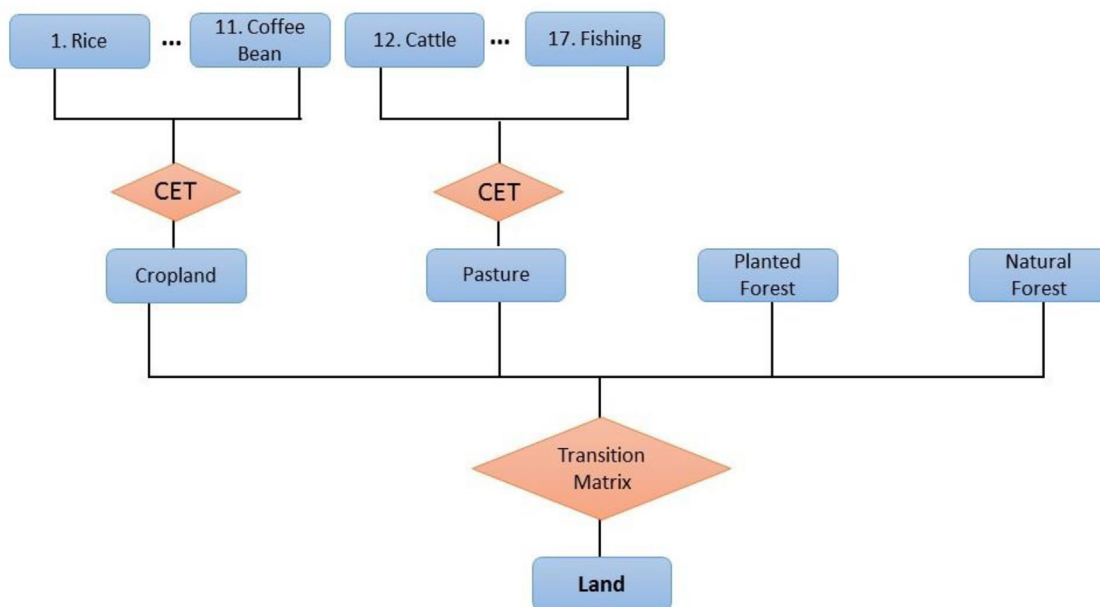 1. Rice
...
11. Coffee
Bean
12. Cattle
...
17. Fishing
CET
CET
Cropland
Pasture
Planted
Forest
Natural
Forest
Transition
Matrix
Land